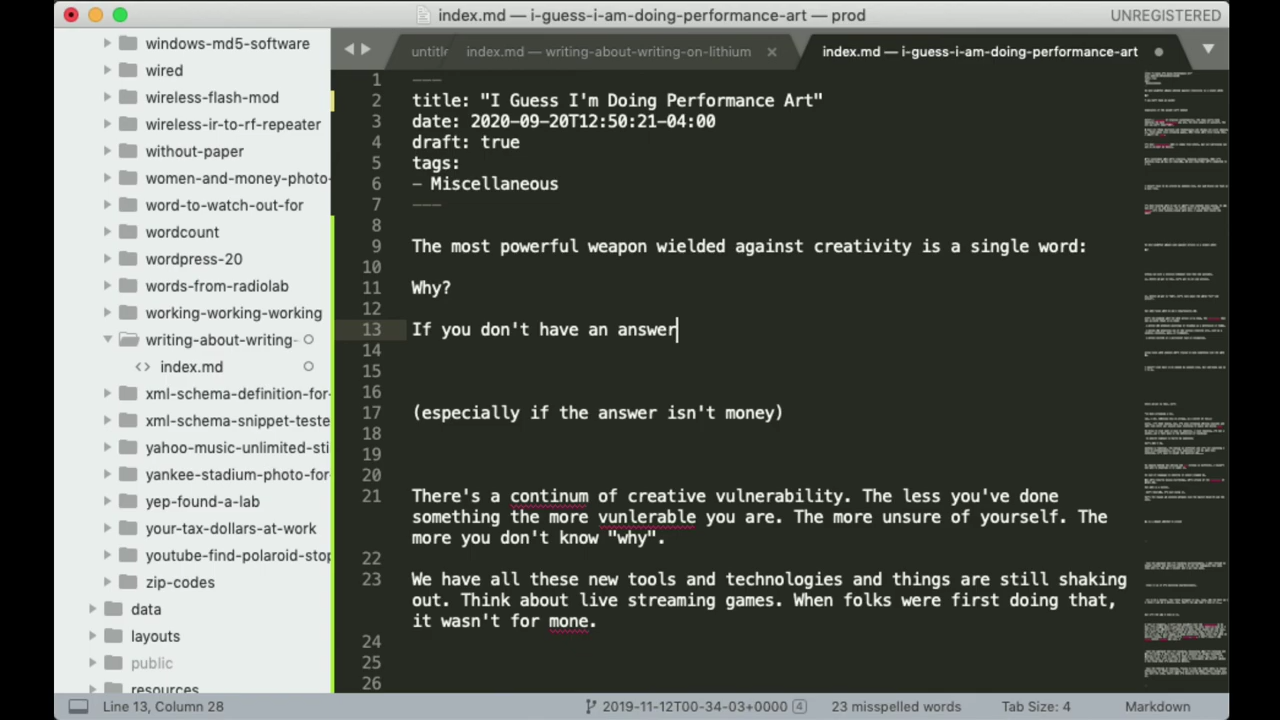 index.md — i-guess-i-am-doing-performance-art — prod
UNREGISTERED
untitle
index.md — writing-about-writing-on-lithium
index.md — i-guess-i-am-doing-performance-art
windows-md5-software
wired
wireless-flash-mod
wireless-ir-to-rf-repeater
without-paper
women-and-money-photo-
word-to-watch-out-for
wordcount
wordpress-20
words-from-radiolab
working-working-working
writing-about-writing-
index.md
xml-schema-definition-for-
xml-schema-snippet-teste
yahoo-music-unlimited-sti
yankee-stadium-photo-for-
yep-found-a-lab
your-tax-dollars-at-work
youtube-find-polaroid-stop
zip-codes
data
layouts
public
resources
1 ---
2 title: "I Guess I'm Doing Performance Art"
3 date: 2020-09-20T12:50:21-04:00
4 draft: true
5 tags:
6 - Miscellaneous
7 ---
8
9 The most powerful weapon wielded against creativity is a single word:
10
11 Why?
12
13 If you don't have an answer
14
15
16
17 (especially if the answer isn't money)
18
19
20
21 There's a continum of creative vulnerability. The less you've done
something the more vunlerable you are. The more unsure of yourself. The
more you don't know "why".
22
23 We have all these new tools and technologies and things are still shaking
out. Think about live streaming games. When folks were first doing that,
it wasn't for mone.
24
25
26
Line 13, Column 28
2019-11-12T00-34-03+0000 4
23 misspelled words
Tab Size: 4
Markdown